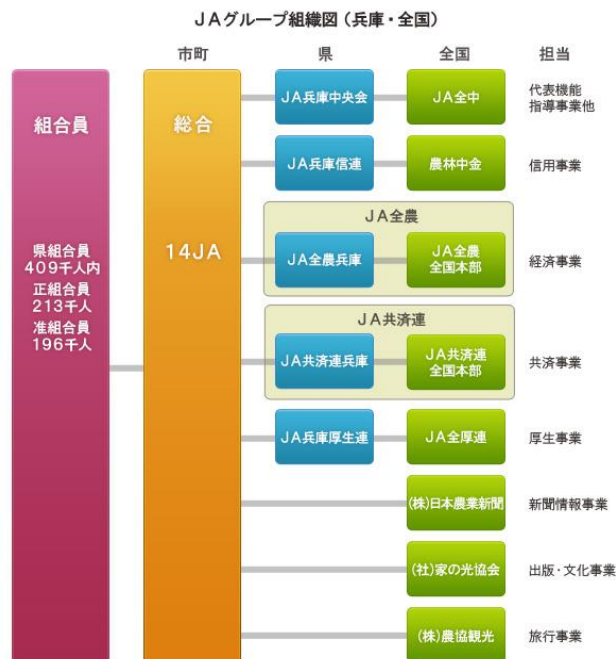 JAグループ組織図(兵庫・全国)
市町
県
全国
担当
組合員
県組合員
409千人内
正組合員
213千人
准組合員
196千人
総合
14JA
JA兵庫中央会
JA全中
代表機能
指導事業他
JA兵庫信連
農林中金
信用事業
JA全農
JA全農兵庫
JA全農
全国本部
経済事業
JA共済連
JA共済連兵庫
JA共済連
全国本部
共済事業
JA兵庫厚生連
JA全厚連
厚生事業
(株)日本農業新聞
新聞情報事業
(社)家の光協会
出版・文化事業
(株)農協観光
旅行事業